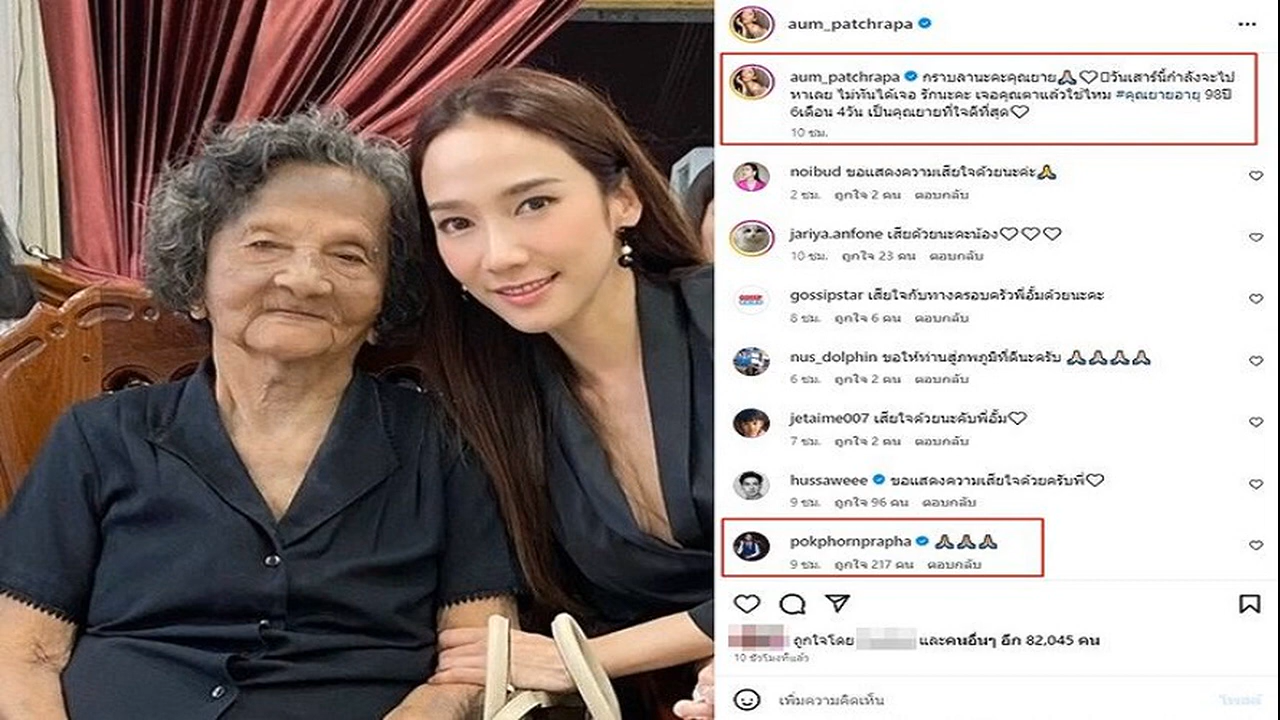 aum_patchrapa
aum_patchrapa กราบลานะคะคุณยาย🙏🏽♡วันเสาร์นี้กำลังจะไป
หาเลย ไม่ทันได้เจอ รักนะคะ เจอคุณตาแล้วใช่ไหม #คุณยายอายุ 98ปี
6เดือน 4วัน เป็นคุณยายที่ใจดีที่สุด♡
10 ชม.
noibud ขอแสดงความเสียใจด้วยนะค่ะ🙏
2 ชม. ถูกใจ 2 คน ตอบกลับ
jariya.anfone เสียด้วยนะคะน้อง♡♡♡
10 ชม. ถูกใจ 23 คน ตอบกลับ
gossipstar เสียใจกับทางครอบครัวพี่อั้มด้วยนะคะ
8 ชม. ถูกใจ 6 คน ตอบกลับ
nus_dolphin ขอให้ท่านสู่ภพภูมิที่ดีนะครับ 🙏🏽🙏🏽🙏🏽🙏🏽
6 ชม. ถูกใจ 2 คน ตอบกลับ
jetaime007 เสียใจด้วยนะคับพี่อั้ม♡
7 ชม. ถูกใจ 2 คน ตอบกลับ
hussaweee ขอแสดงความเสียใจด้วยครับพี่♡
9 ชม. ถูกใจ 96 คน ตอบกลับ
pokphornprapha 🙏🏽🙏🏽🙏🏽
9 ชม. ถูกใจ 217 คน ตอบกลับ
ถูกใจโดย และคนอื่นๆ อีก 82,045 คน
10 ชั่วโมงที่แล้ว
เพิ่มความคิดเห็น
โพสต์